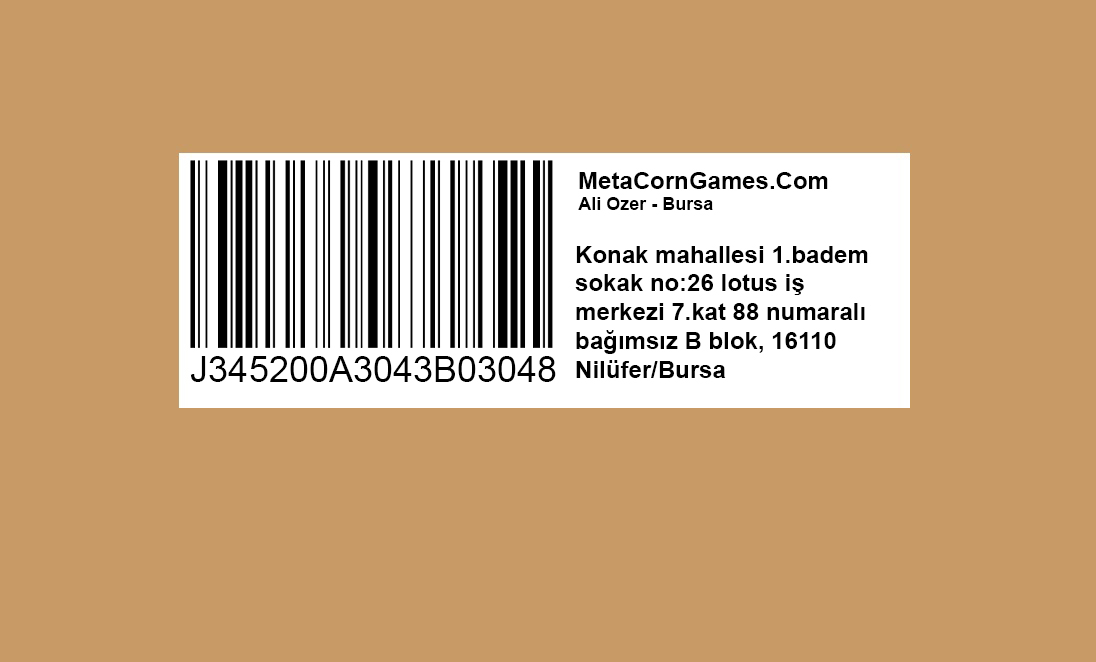 J345200A3043B03048
MetaCornGames.Com
Ali Ozer - Bursa
Konak mahallesi 1.badem
sokak no:26 lotus iş
merkezi 7.kat 88 numaralı
bağımsız B blok, 16110
Nilüfer/Bursa